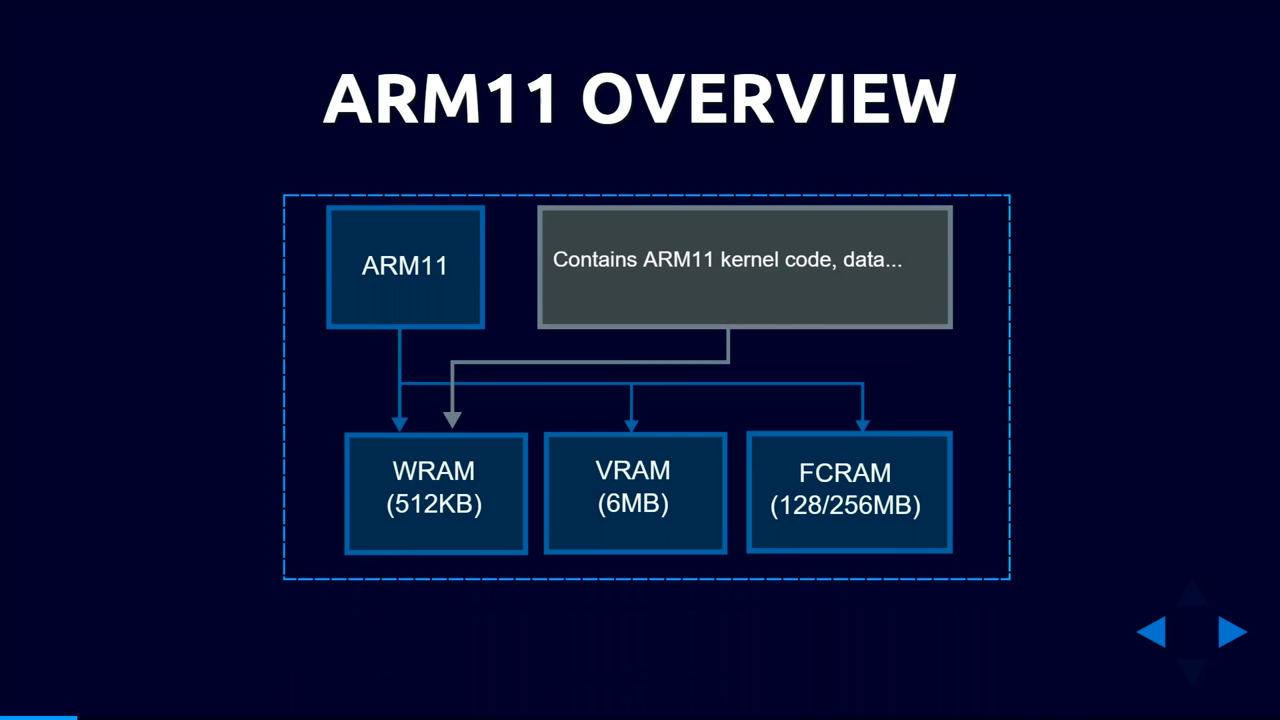 ARM11 OVERVIEW
ARM11
Contains ARM11 kernel code, data...
WRAM
(512KB)
VRAM
(6MB)
FCRAM
(128/256MB)